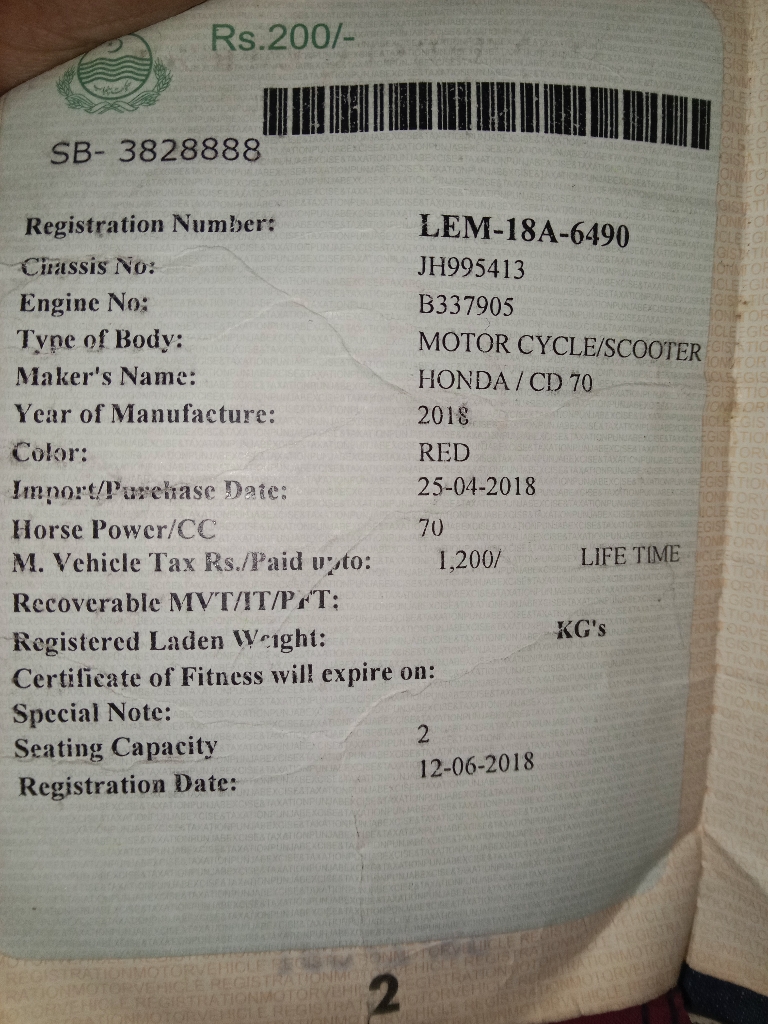 Rs.200/-
SB- 3828888
Registration Number: LEM-18A-6490
Chassis No: JH995413
Engine No: B337905
Type of Body: MOTOR CYCLE/SCOOTER
Maker's Name: HONDA / CD 70
Year of Manufacture: 2018
Color: RED
Import/Purchase Date: 25-04-2018
Horse Power/CC 70
M. Vehicle Tax Rs./Paid upto: 1,200/ LIFE TIME
Recoverable MVT/IT/PFT:
Registered Laden Weight: KG's
Certificate of Fitness will expire on:
Special Note:
Seating Capacity 2
Registration Date: 12-06-2018
2